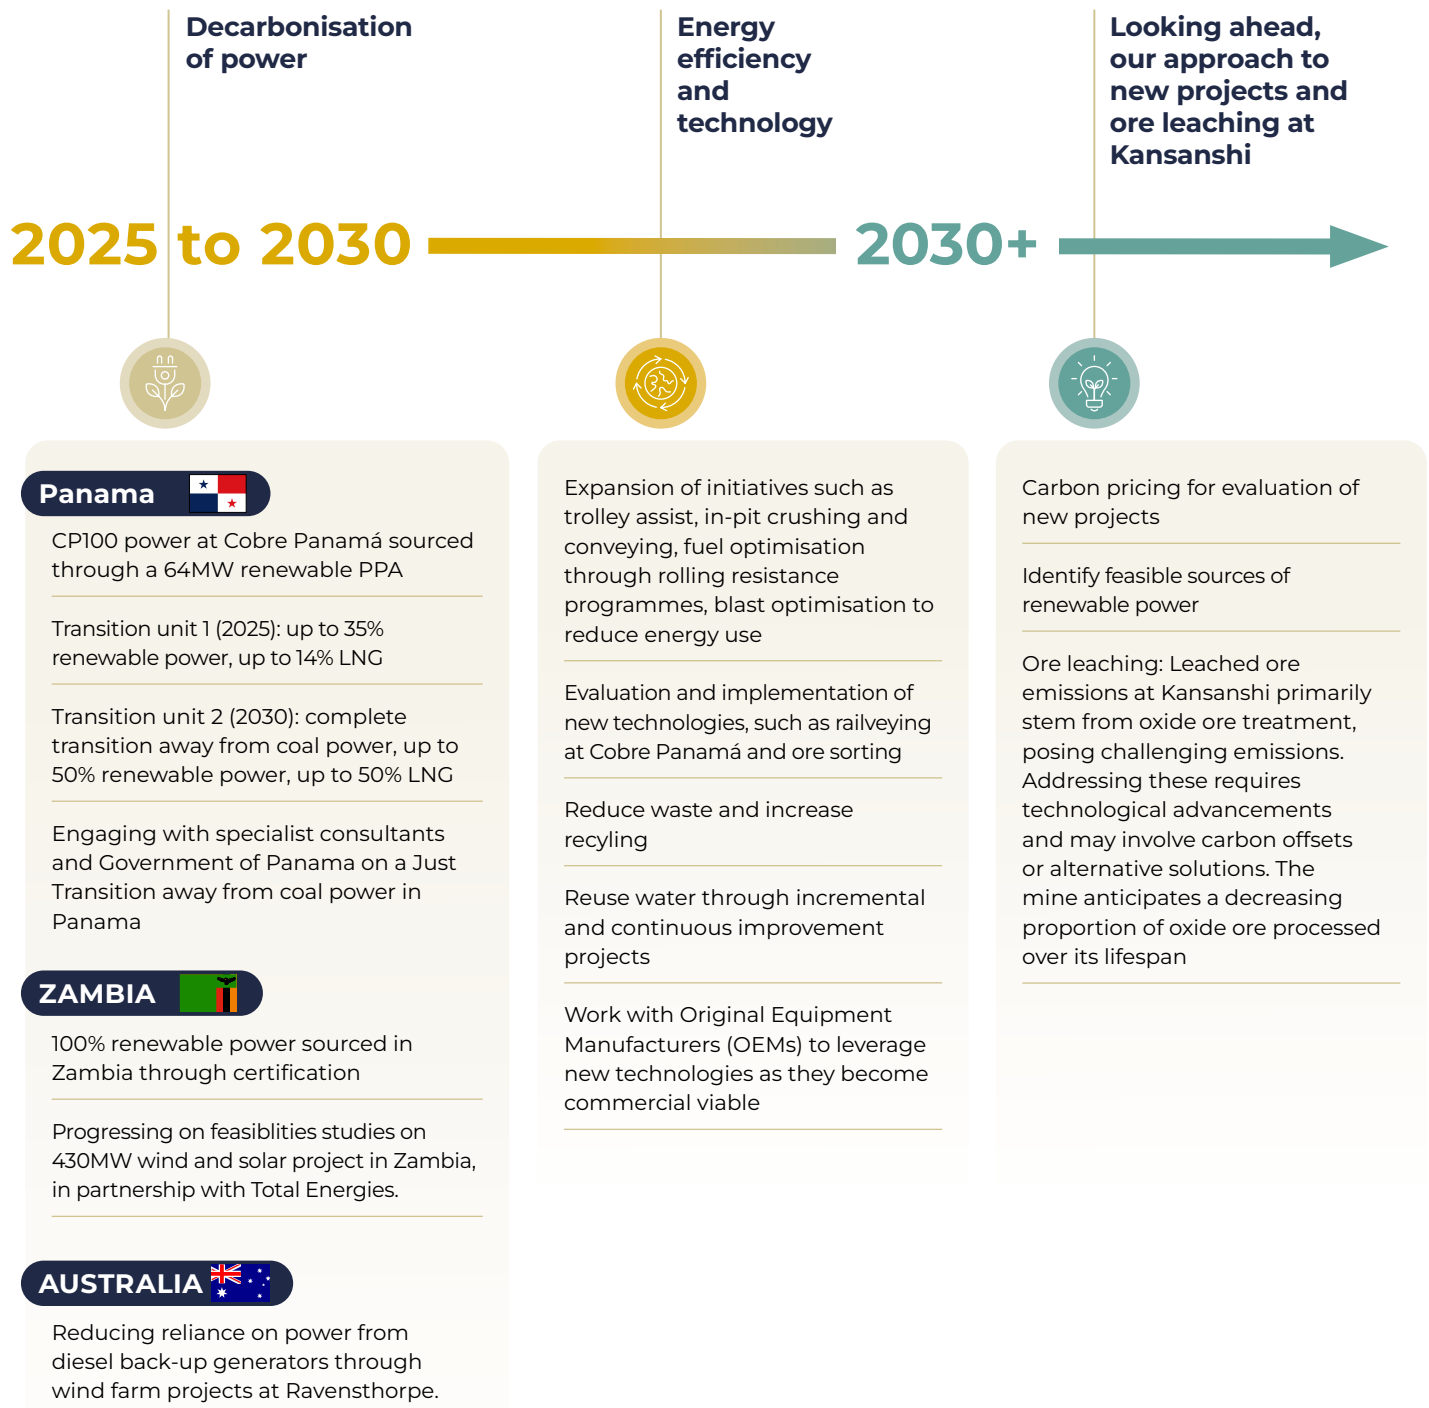 Decarbonisation
of power
Energy
efficiency
and
technology
Looking ahead,
our approach to
new projects and
ore leaching at
Kansanshi
2025 to 2030
2030+
Panama
CP100 power at Cobre Panamá sourced
through a 64MW renewable PPA
Transition unit 1 (2025): up to 35%
renewable power, up to 14% LNG
Transition unit 2 (2030): complete
transition away from coal power, up to
50% renewable power, up to 50% LNG
Engaging with specialist consultants
and Government of Panama on a Just
Transition away from coal power in
Panama
ZAMBIA
100% renewable power sourced in
Zambia through certification
Progressing on feasiblities studies on
430MW wind and solar project in Zambia,
in partnership with Total Energies.
AUSTRALIA
Reducing reliance on power from
diesel back-up generators through
wind farm projects at Ravensthorpe.
Expansion of initiatives such as
trolley assist, in-pit crushing and
conveying, fuel optimisation
through rolling resistance
programmes, blast optimisation to
reduce energy use
Evaluation and implementation of
new technologies, such as railveying
at Cobre Panamá and ore sorting
Reduce waste and increase
recyling
Reuse water through incremental
and continuous improvement
projects
Work with Original Equipment
Manufacturers (OEMs) to leverage
new technologies as they become
commercial viable
Carbon pricing for evaluation of
new projects
Identify feasible sources of
renewable power
Ore leaching: Leached ore
emissions at Kansanshi primarily
stem from oxide ore treatment,
posing challenging emissions.
Addressing these requires
technological advancements
and may involve carbon offsets
or alternative solutions. The
mine anticipates a decreasing
proportion of oxide ore processed
over its lifespan